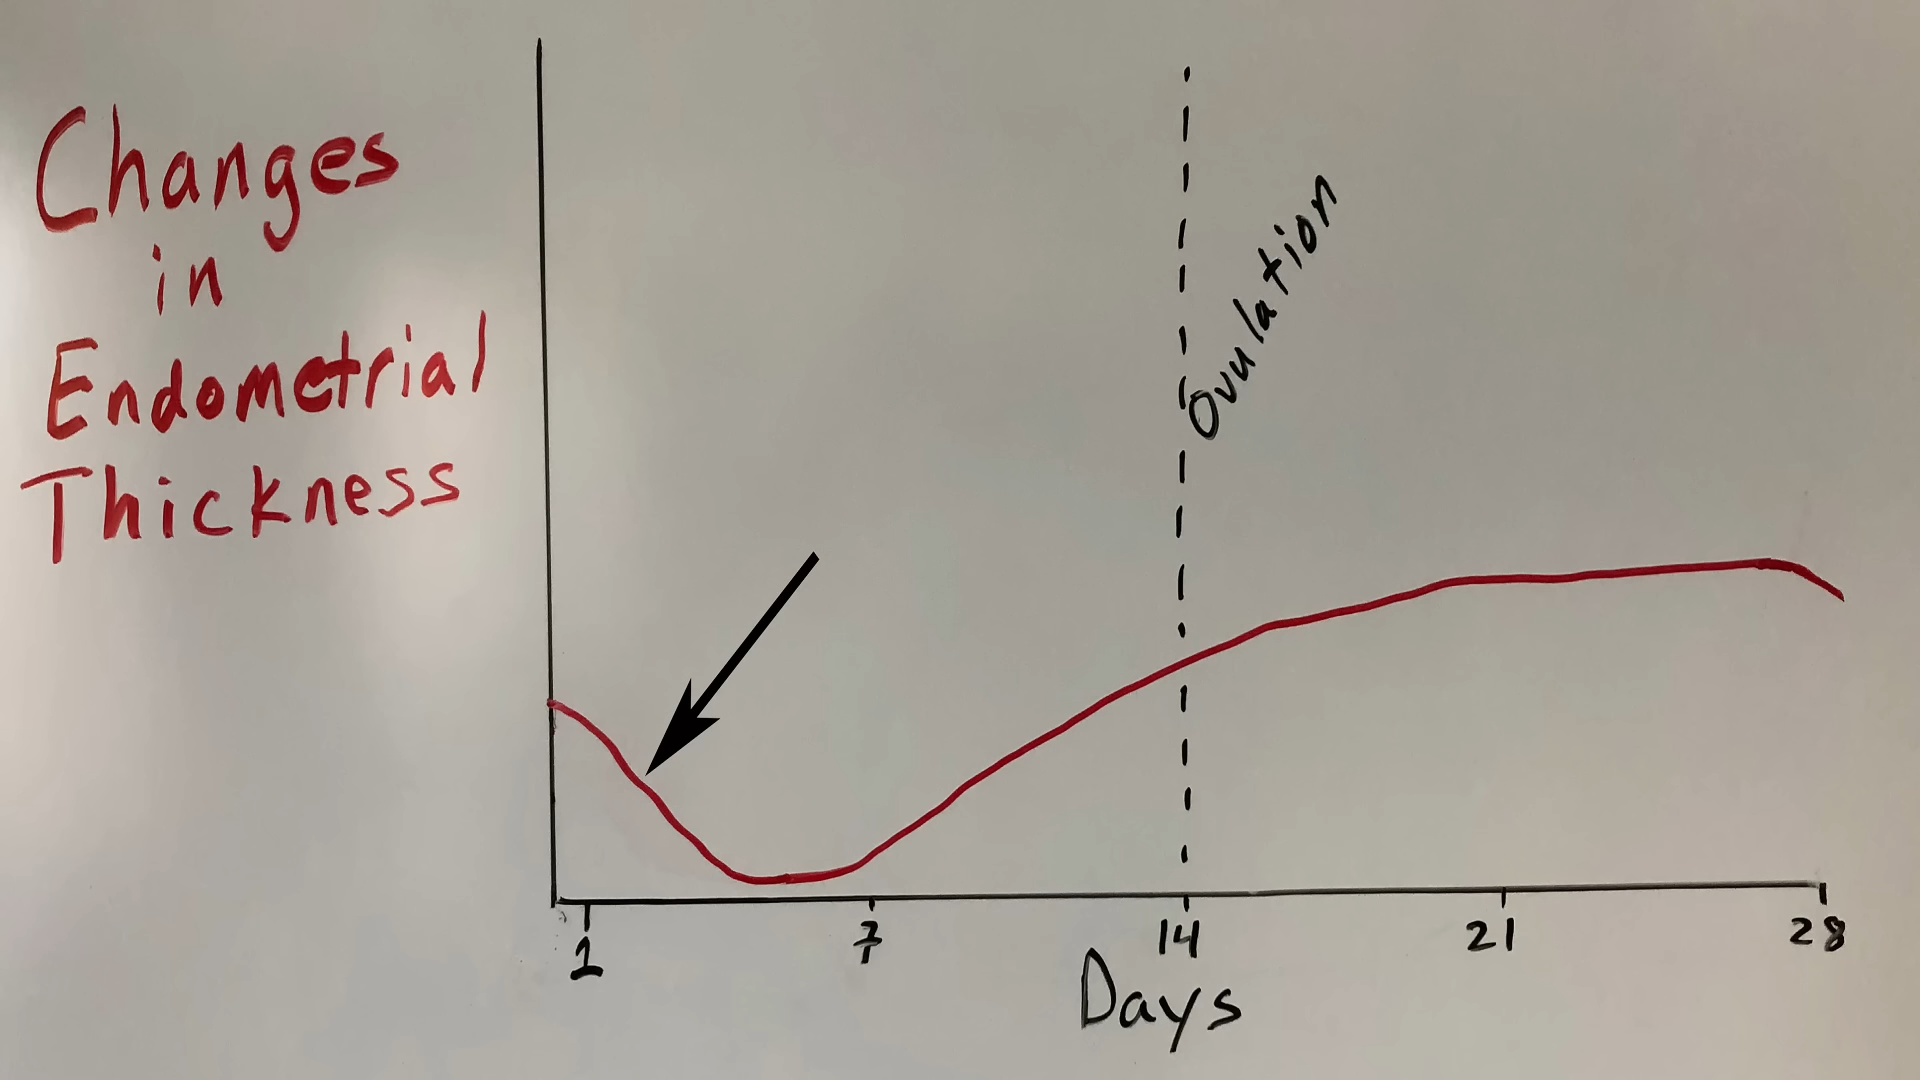 Changes
in
Endometrial
Thickness
Ovulation
1 7 14 21 28
Days